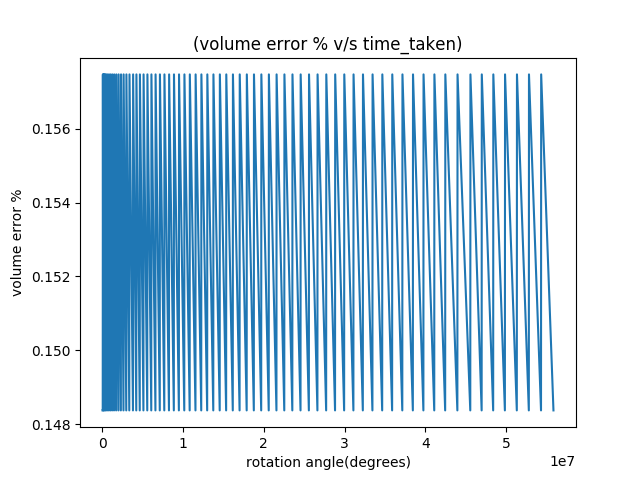 (volume error % v/s time_taken)
volume error %
0.156
0.154
0.152
0.150
0.148
0 1 2 3 4 5
1e7
rotation angle(degrees)